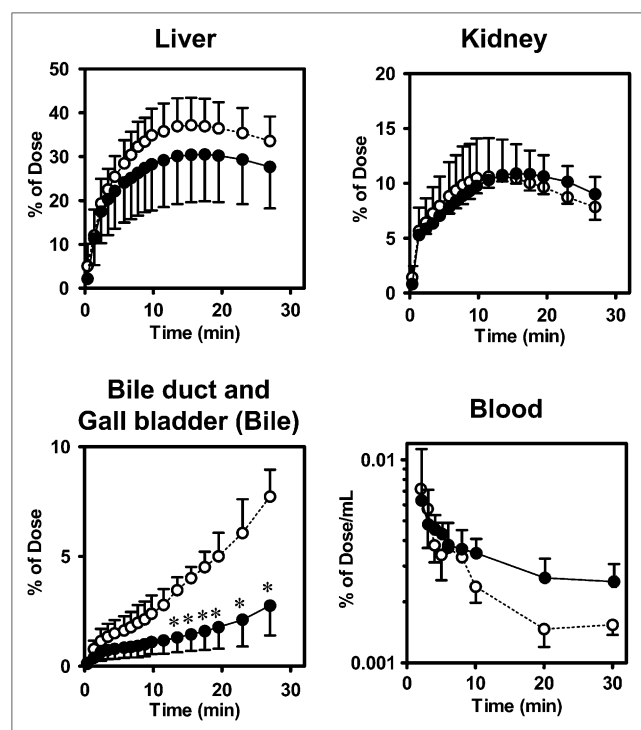 Liver
50
40
30
20
10
0
% of Dose
0 10 20 30
Time (min)
Kidney
20
15
10
5
0
% of Dose
0 10 20 30
Time (min)
Bile duct and
Gall bladder (Bile)
10
5
0
% of Dose
* * * * * *
0 10 20 30
Time (min)
Blood
0.01
0.001
% of Dose/mL
0 10 20 30
Time (min)